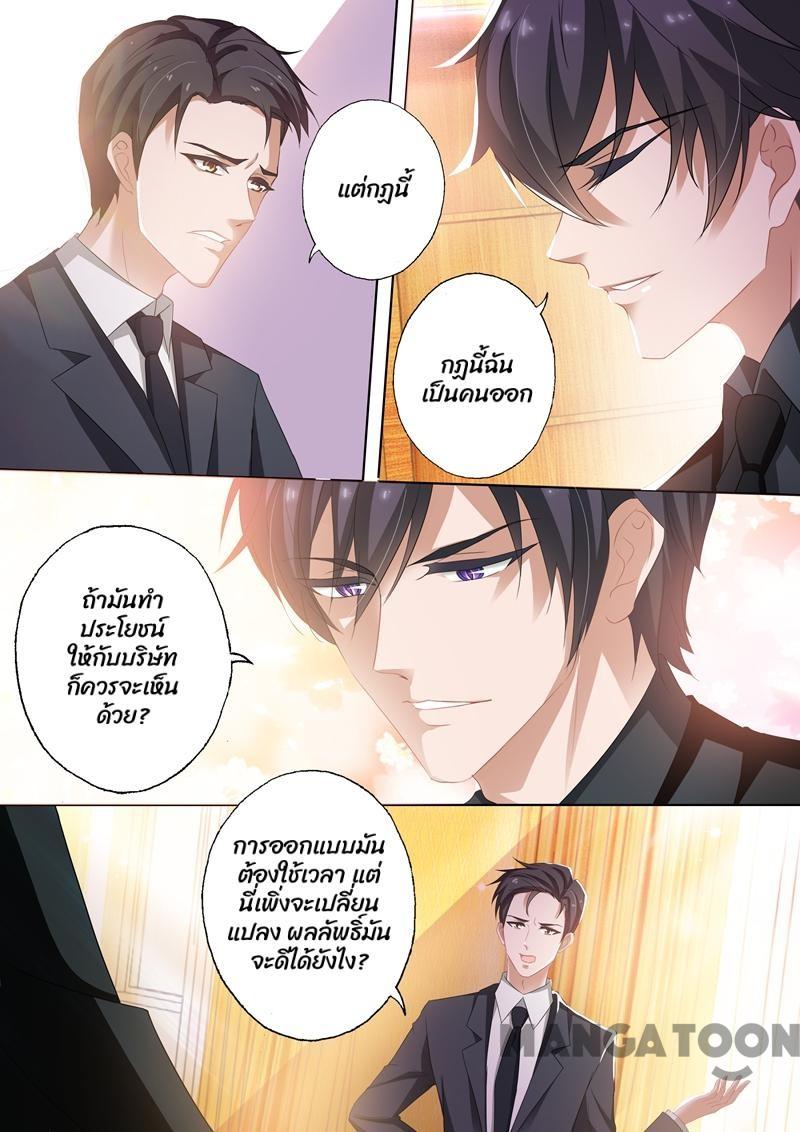 แต่กฏนี้
กฏนี้ฉัน
เป็นคนออก
ถ้ามันทำ
ประโยชน์
ให้กับบริษัท
ก็ควรจะเห็น
ด้วย?
การออกแบบมัน
ต้องใช้เวลา แต่
นี่เพิ่งจะเปลี่ยน
แปลง ผลลัพธิ์มัน
จะดีได้ยังไง?
MANGATOON